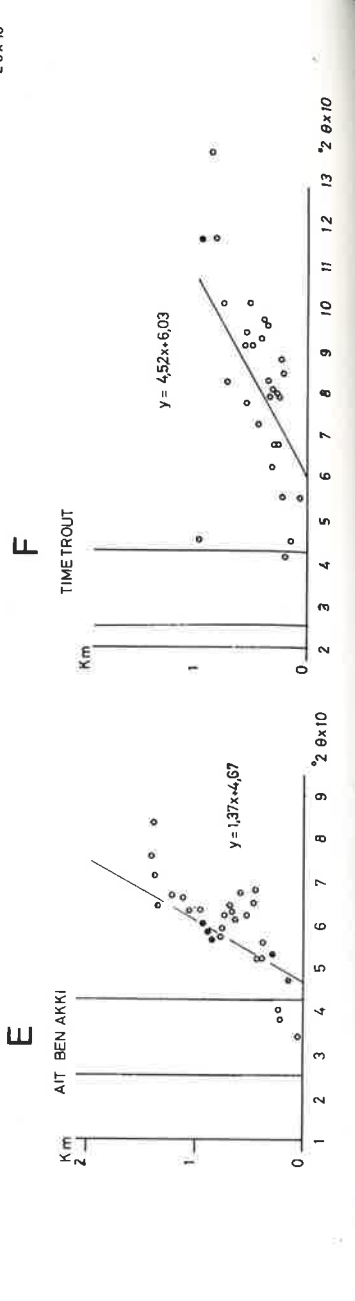 E
AIT BEN AKKI
Km
2
1
0
y = 1,37x+4,67
1 2 3 4 5 6 7 8 9 °2 θx10
F
TIMETROUT
Km
1
0
y = 4,52x+6,03
2 3 4 5 6 7 8 9 10 11 12 13 °2 θx10